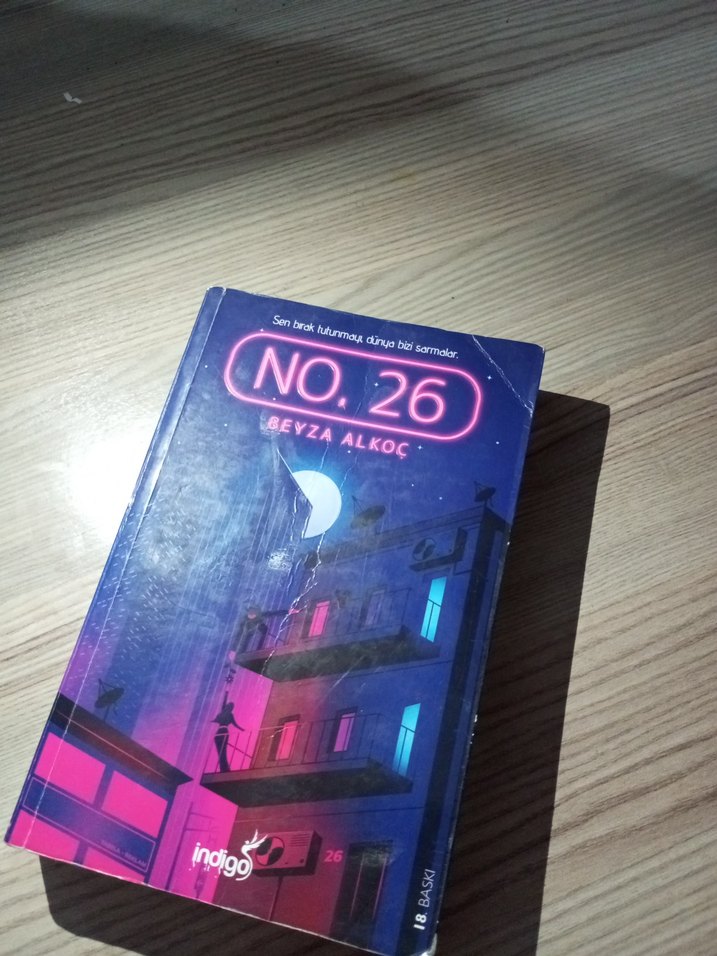 Sen bırak tutunmayı, dünya bizi sarmalar.
NO. 26
BEYZA ALKOÇ
indigo
26
18. BASKI